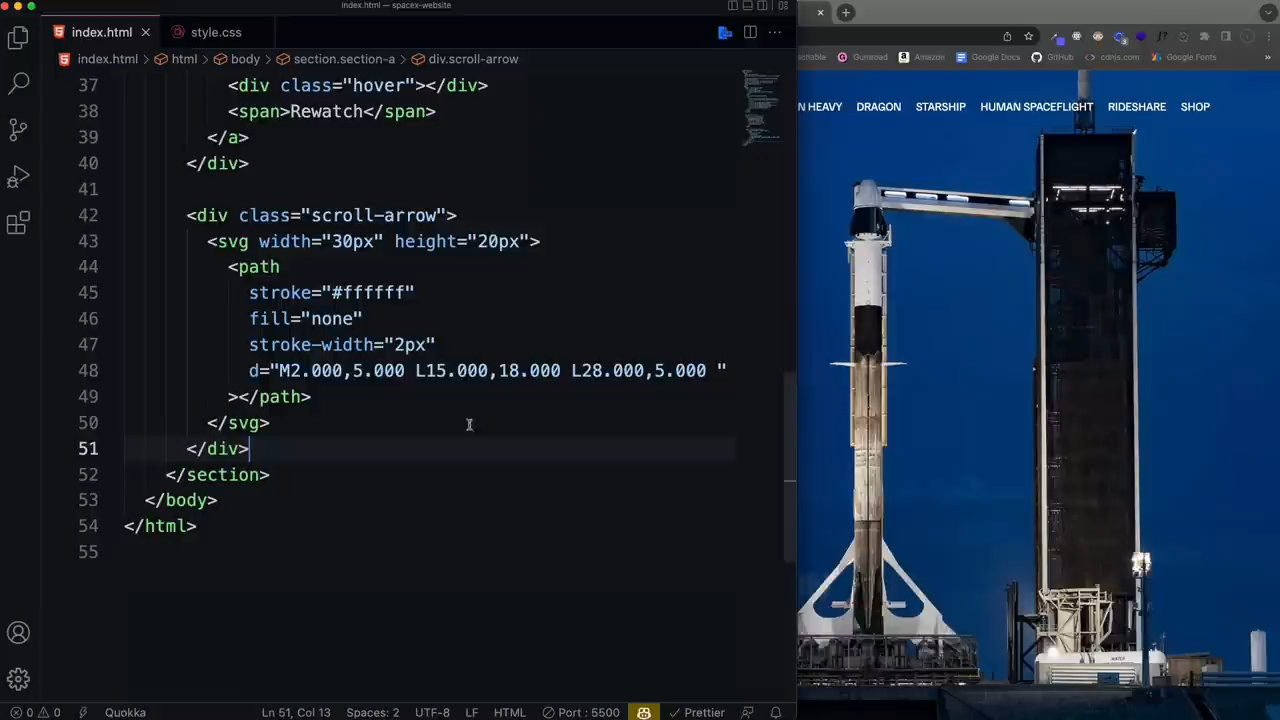 index.html — spacex-website
index.html
style.css
index.html
html
body
section.section-a
div.scroll-arrow
37 <div class="hover"></div>
38 <span>Rewatch</span>
39 </a>
40 </div>
41
42 <div class="scroll-arrow">
43 <svg width="30px" height="20px">
44 <path
45 stroke="#ffffff"
46 fill="none"
47 stroke-width="2px"
48 d="M2.000,5.000 L15.000,18.000 L28.000,5.000 "
49 ></path>
50 </svg>
51 </div>
52 </section>
53 </body>
54 </html>
55
0 0
Quokka
Ln 51, Col 13
Spaces: 2
UTF-8
LF
HTML
Port : 5500
Prettier
Gumroad
Amazon
Google Docs
GitHub
cdnjs.com
Google Fonts
N HEAVY
DRAGON
STARSHIP
HUMAN SPACEFLIGHT
RIDESHARE
SHOP
WATER